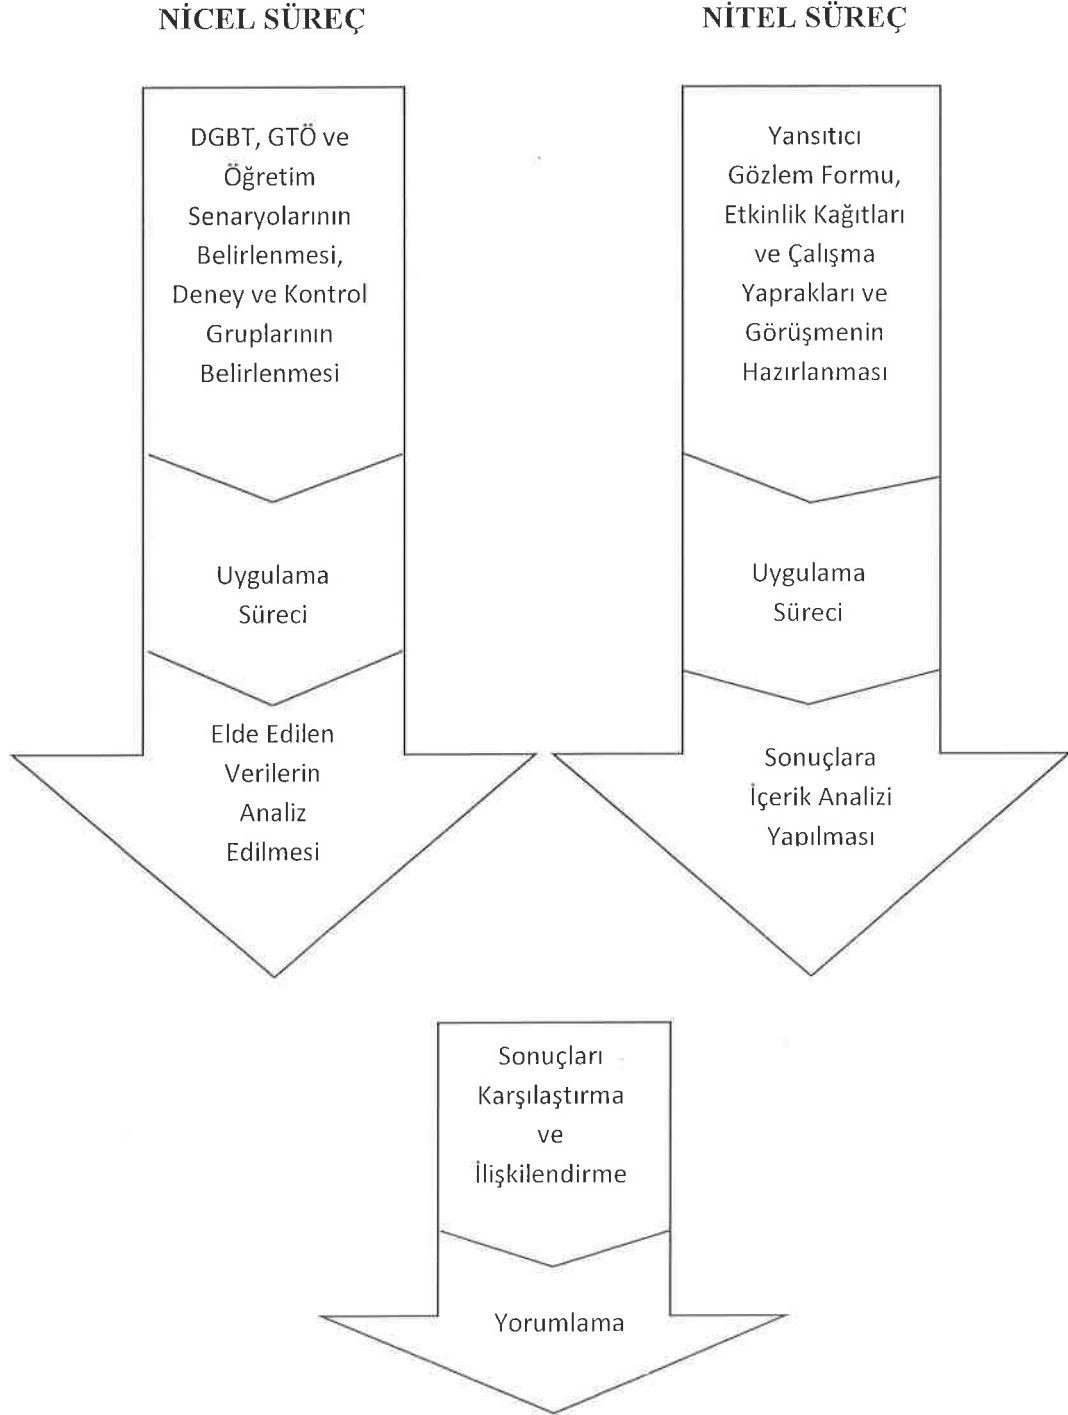 NİCEL SÜREÇ
DGBT, GTÖ ve
Öğretim
Senaryolarının
Belirlenmesi,
Deney ve Kontrol
Gruplarının
Belirlenmesi
Uygulama
Süreci
Elde Edilen
Verilerin
Analiz
Edilmesi
NİTEL SÜREÇ
Yansıtıcı
Gözlem Formu,
Etkinlik Kağıtları
ve Çalışma
Yaprakları ve
Görüşmenin
Hazırlanması
Uygulama
Süreci
Sonuçlara
İçerik Analizi
Yapılması
Sonuçları
Karşılaştırma
ve
İlişkilendirme
Yorumlama